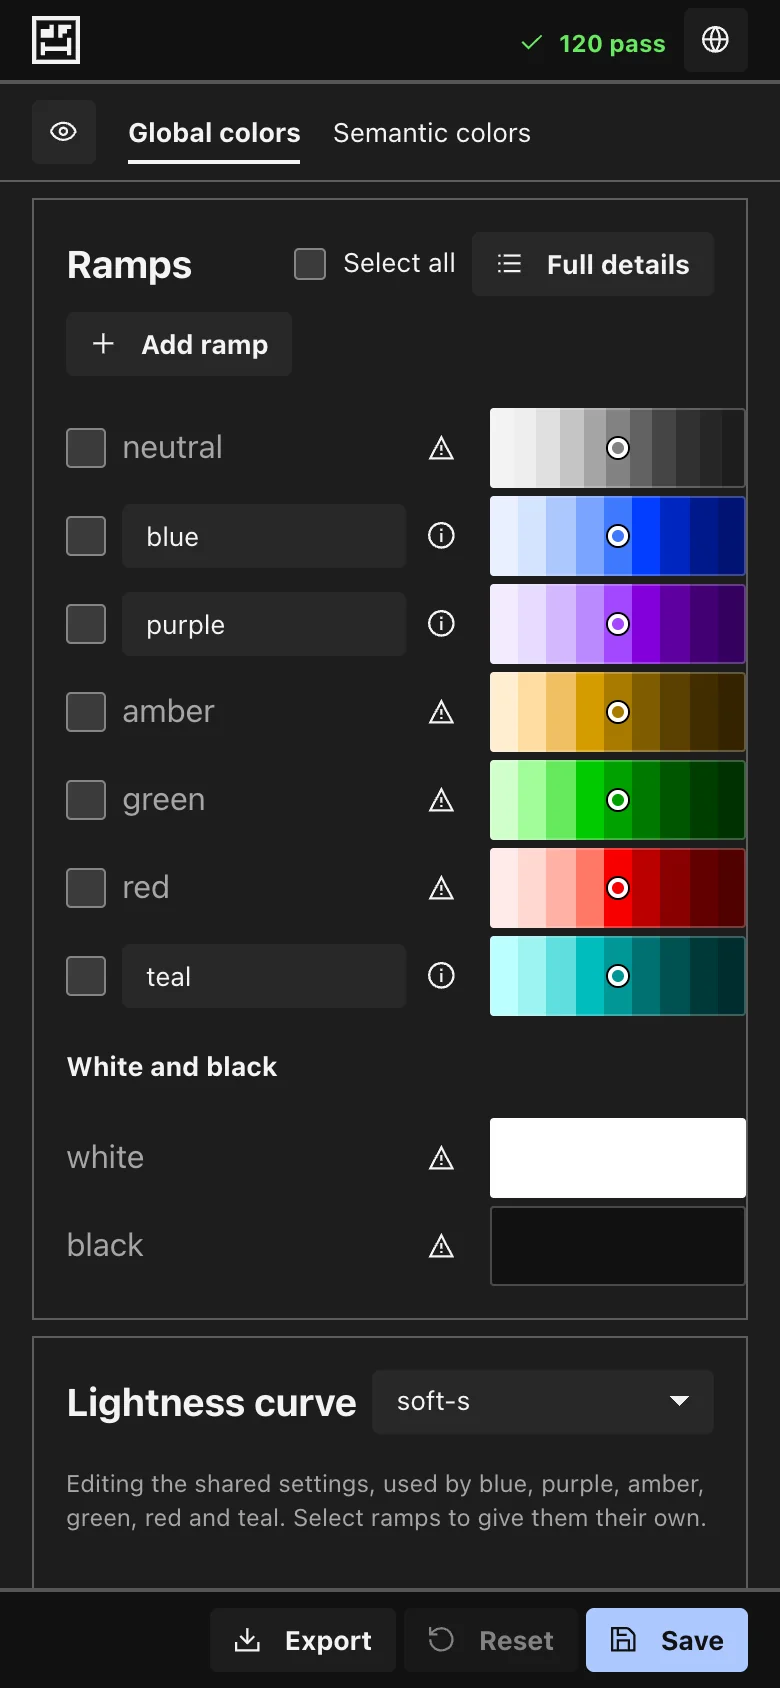 120 pass
Global colors
Semantic colors
Ramps
Select all
Full details
Add ramp
neutral
blue
purple
amber
green
red
teal
White and black
white
black
Lightness curve
soft-s
Editing the shared settings, used by blue, purple, amber,
green, red and teal. Select ramps to give them their own.
Export
Reset
Save